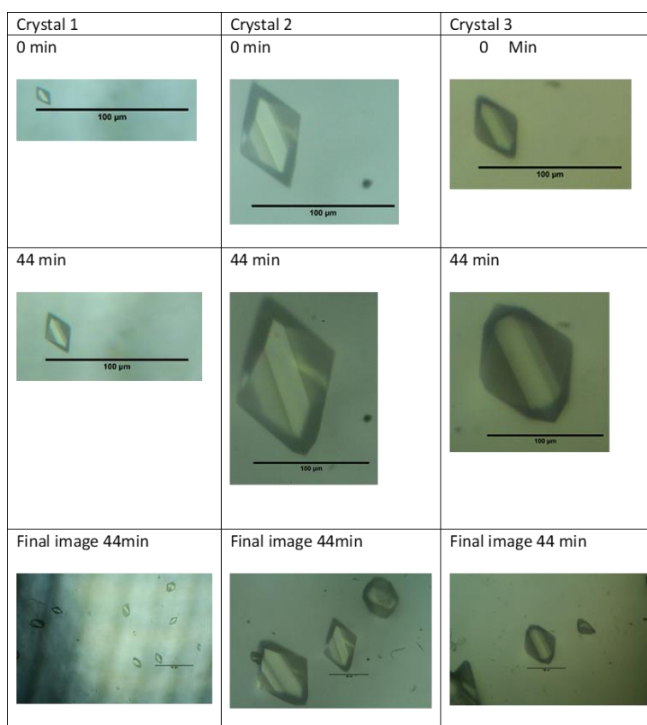 Crystal 1
Crystal 2
Crystal 3
0 min
0 min
0 Min
100 µm
100 µm
100 µm
44 min
44 min
44 min
100 µm
100 µm
100 µm
Final image 44min
Final image 44min
Final image 44 min